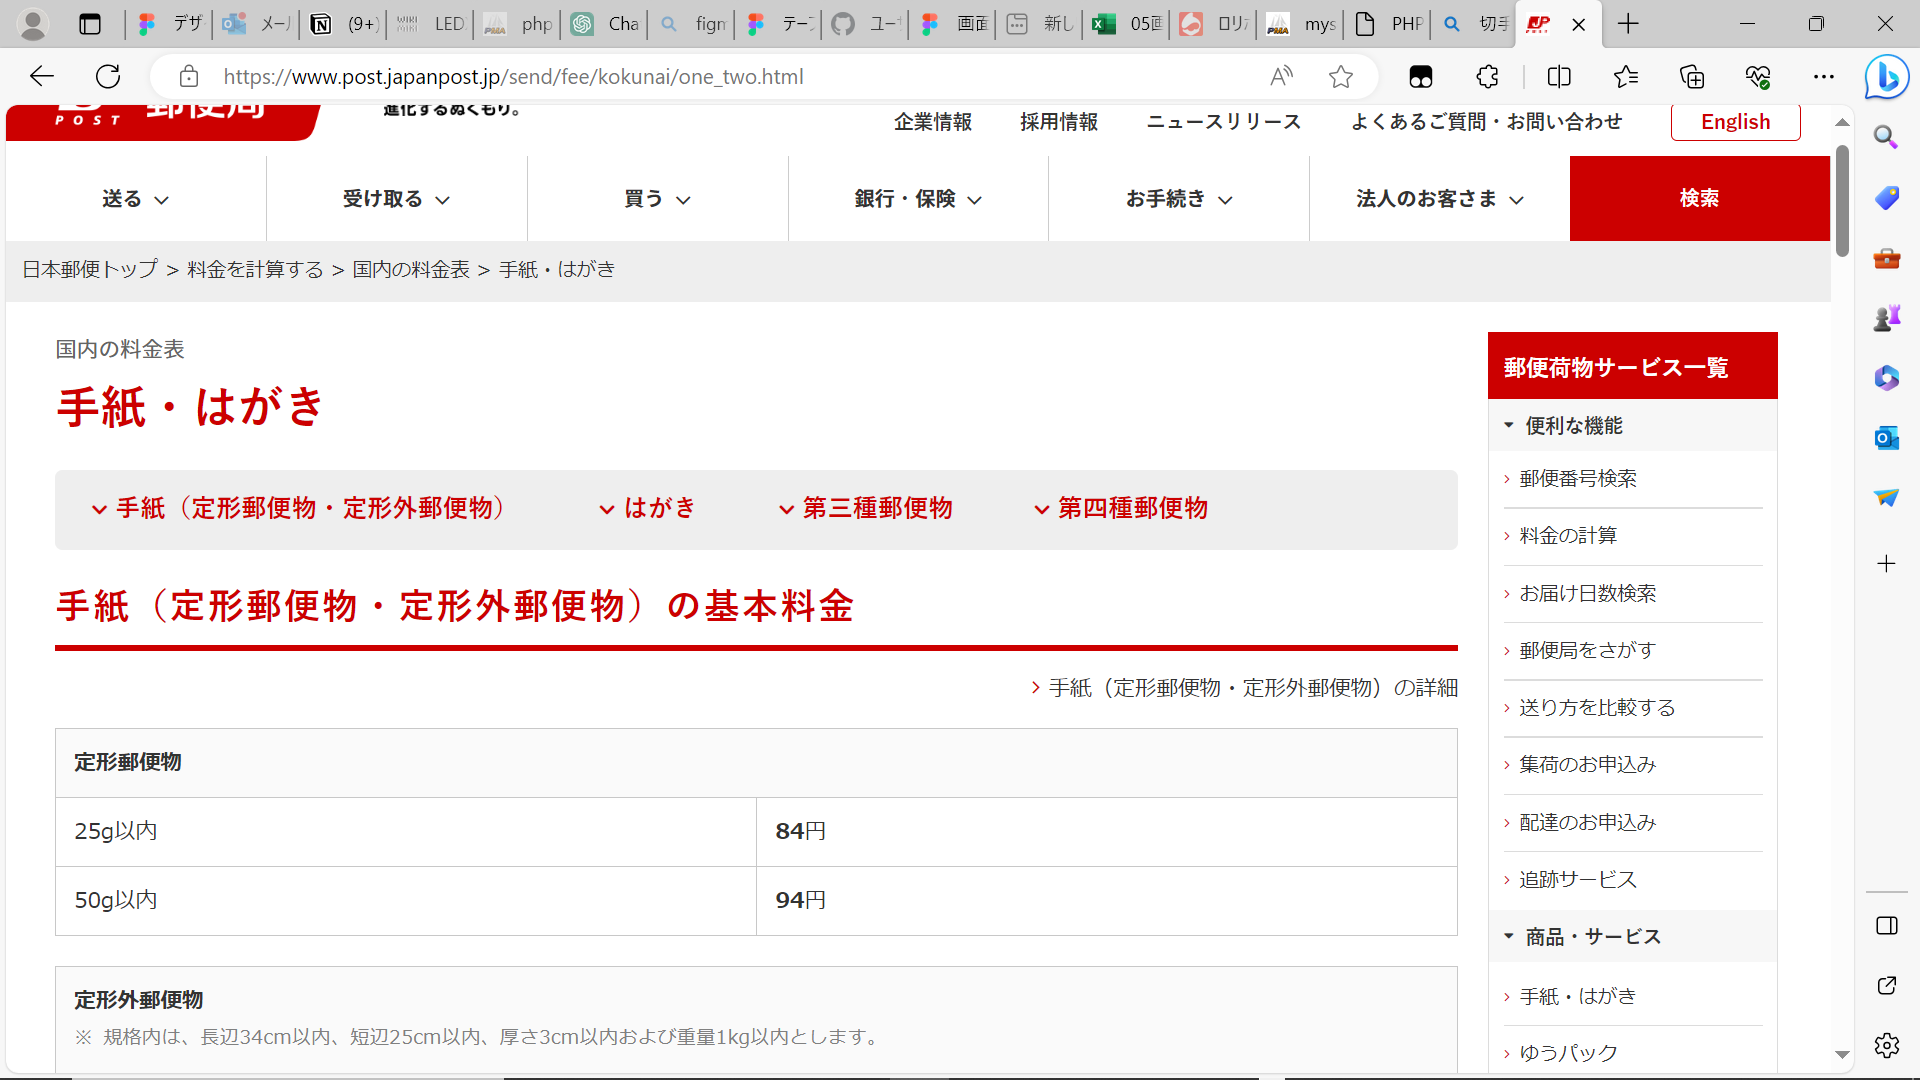 デザ
メール
(9+)
WIKI
WIKI
LED
php
Cha
figm
テーブ
ユーザ
画面
新し
05画
ロリポ
mys
PHP
切手
https://www.post.japanpost.jp/send/fee/kokunai/one_two.html
POST
郵便局
進化するぬくもり。
企業情報 採用情報 ニュースリリース よくあるご質問・お問い合わせ English
送る 受け取る 買う 銀行・保険 お手続き 法人のお客さま 検索
日本郵便トップ > 料金を計算する > 国内の料金表 > 手紙・はがき
国内の料金表
手紙・はがき
手紙（定形郵便物・定形外郵便物） はがき 第三種郵便物 第四種郵便物
手紙（定形郵便物・定形外郵便物）の基本料金
手紙（定形郵便物・定形外郵便物）の詳細
定形郵便物
25g以内 84円
50g以内 94円
定形外郵便物
※ 規格内は、長辺34cm以内、短辺25cm以内、厚さ3cm以内および重量1kg以内とします。
郵便荷物サービス一覧
便利な機能
郵便番号検索
料金の計算
お届け日数検索
郵便局をさがす
送り方を比較する
集荷のお申込み
配達のお申込み
追跡サービス
商品・サービス
手紙・はがき
ゆうパック